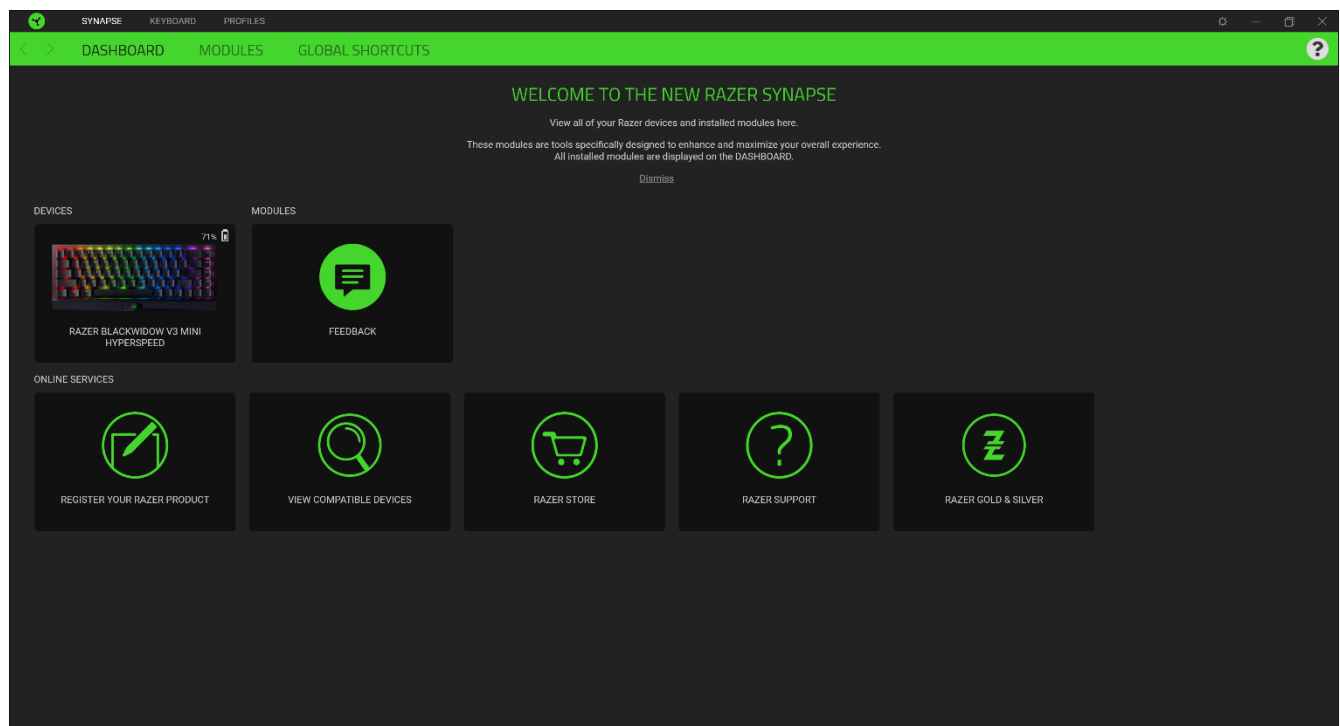 SYNAPSE KEYBOARD PROFILES
DASHBOARD MODULES GLOBAL SHORTCUTS
?
WELCOME TO THE NEW RAZER SYNAPSE
View all of your Razer devices and installed modules here.
These modules are tools specifically designed to enhance and maximize your overall experience.
All installed modules are displayed on the DASHBOARD.
Dismiss
DEVICES MODULES
71%
RAZER BLACKWIDOW V3 MINI
HYPERSPEED
FEEDBACK
ONLINE SERVICES
REGISTER YOUR RAZER PRODUCT
VIEW COMPATIBLE DEVICES
RAZER STORE
?
RAZER SUPPORT
RAZER GOLD & SILVER